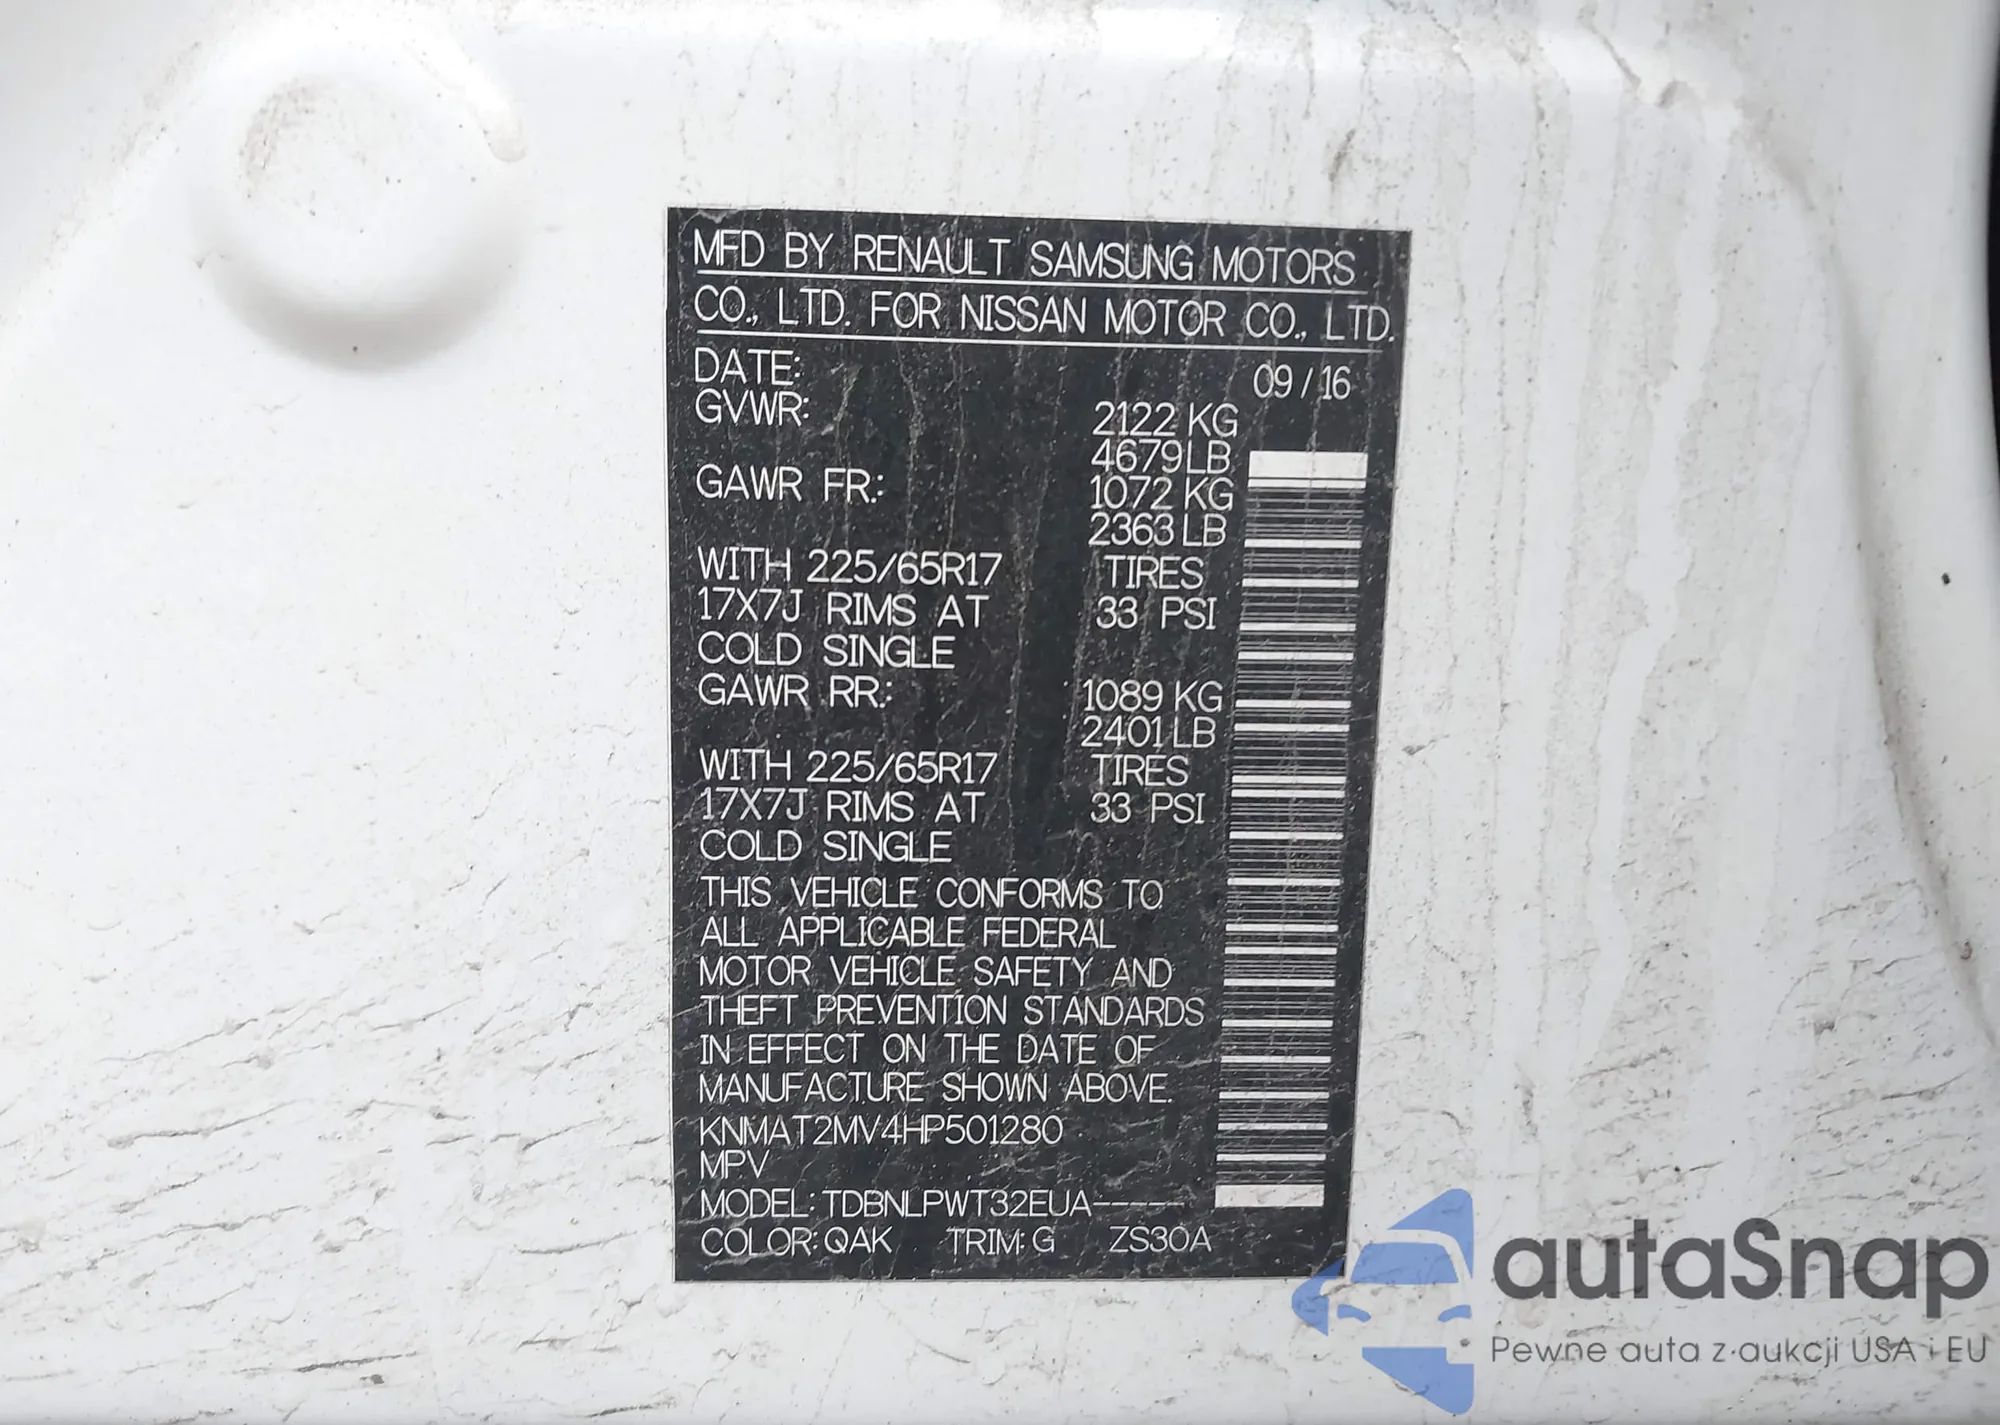 MFD BY RENAULT SAMSUNG MOTORS
CO., LTD. FOR NISSAN MOTOR CO., LTD.
DATE: 09 / 16
GVWR: 2122 KG
4679 LB
GAWR FR.: 1072 KG
2363 LB
WITH 225/65R17 TIRES
17X7J RIMS AT 33 PSI
COLD SINGLE
GAWR RR.: 1089 KG
2401 LB
WITH 225/65R17 TIRES
17X7J RIMS AT 33 PSI
COLD SINGLE
THIS VEHICLE CONFORMS TO
ALL APPLICABLE FEDERAL
MOTOR VEHICLE SAFETY AND
THEFT PREVENTION STANDARDS
IN EFFECT ON THE DATE OF
MANUFACTURE SHOWN ABOVE.
KNMAT2MV4HP501280
MPV
MODEL: TDBNLPWT32EUA-----
COLOR: QAK TRIM: G ZS30A
autaSnap
Pewne auta z aukcji USA i EU